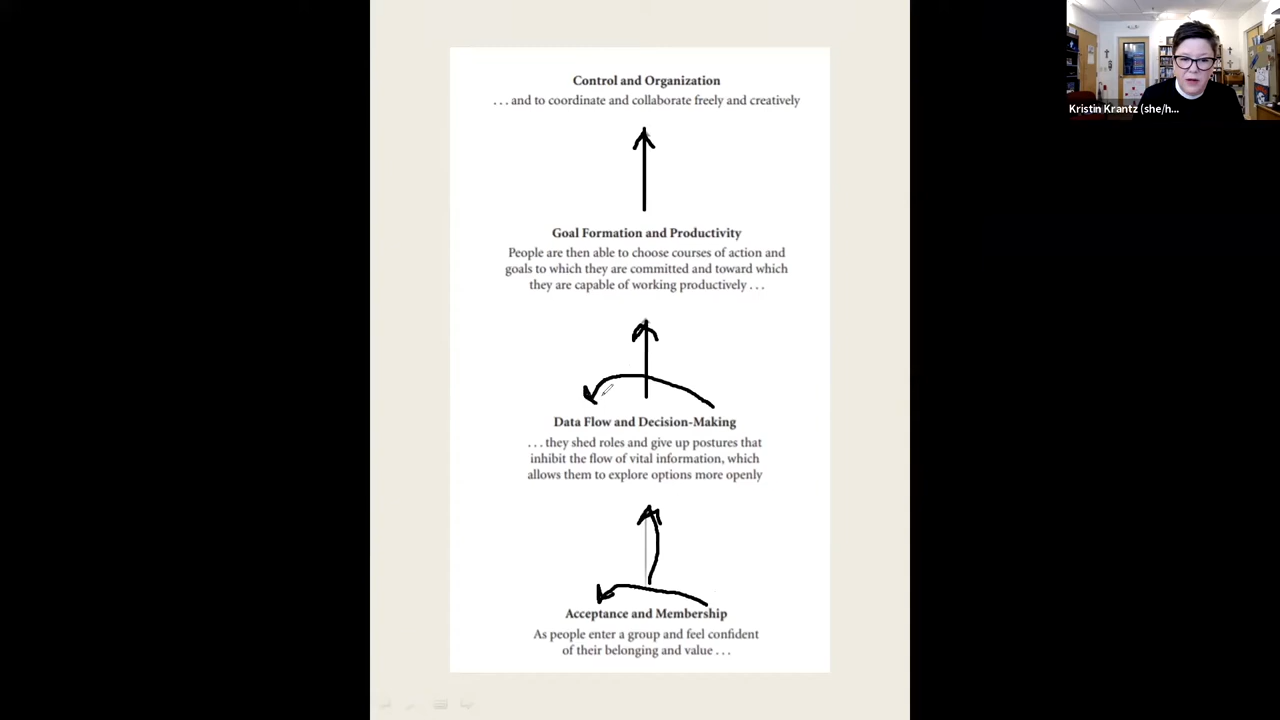 Control and Organization
. . . and to coordinate and collaborate freely and creatively
Kristin Krantz (she/h...
Goal Formation and Productivity
People are then able to choose courses of action and
goals to which they are committed and toward which
they are capable of working productively . . .
Data Flow and Decision-Making
. . . they shed roles and give up postures that
inhibit the flow of vital information, which
allows them to explore options more openly
Acceptance and Membership
As people enter a group and feel confident
of their belonging and value . . .